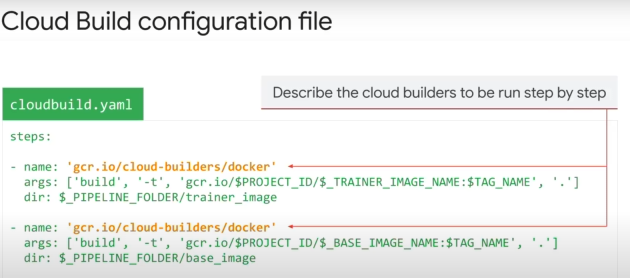 Cloud Build configuration file
cloudbuild.yaml
Describe the cloud builders to be run step by step
steps:
- name: 'gcr.io/cloud-builders/docker'
args: ['build', '-t', 'gcr.io/$PROJECT_ID/$_TRAINER_IMAGE_NAME:$TAG_NAME', '.']
dir: $_PIPELINE_FOLDER/trainer_image
- name: 'gcr.io/cloud-builders/docker'
args: ['build', '-t', 'gcr.io/$PROJECT_ID/$_BASE_IMAGE_NAME:$TAG_NAME', '.']
dir: $_PIPELINE_FOLDER/base_image